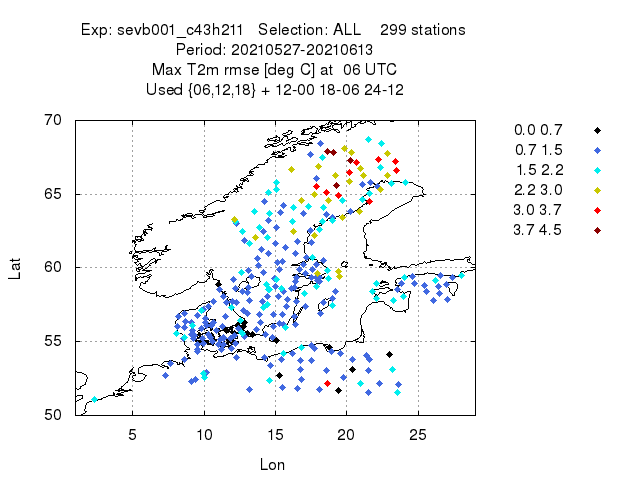 Exp: sevb001_c43h211 Selection: ALL 299 stations
Period: 20210527-20210613
Max T2m rmse [deg C] at 06 UTC
Used {06,12,18} + 12-00 18-06 24-12
70
65
60
55
50
Lat
5 10 15 20 25
Lon
0.0 0.7
0.7 1.5
1.5 2.2
2.2 3.0
3.0 3.7
3.7 4.5